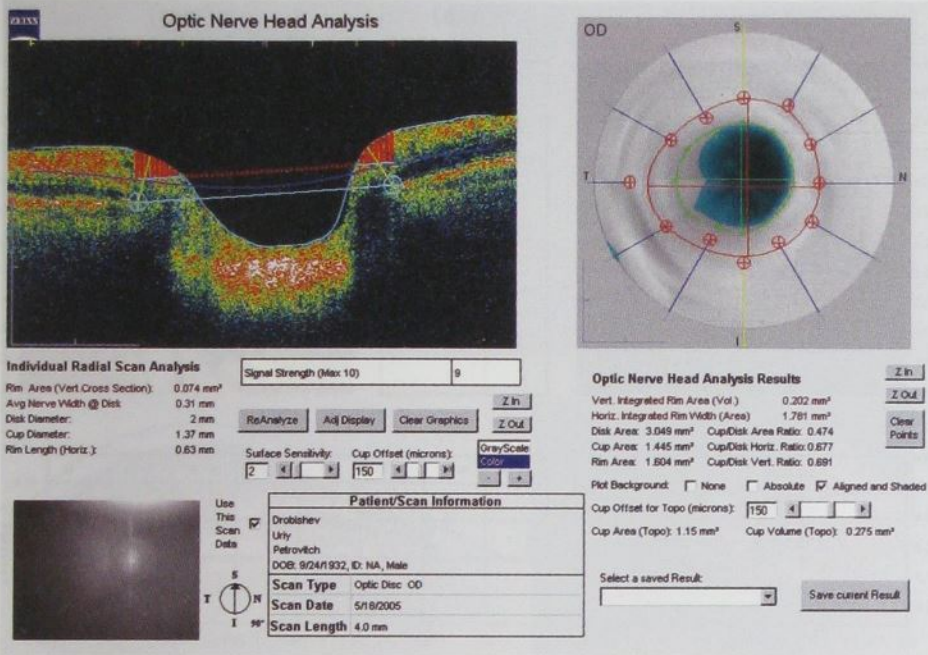 ZEISS
Optic Nerve Head Analysis
OD
S
T
N
I
Individual Radial Scan Analysis
Rim Area (Vert.Cross Section): 0.074 mm²
Avg Nerve Width @ Disk: 0.31 mm
Disk Diameter: 2 mm
Cup Diameter: 1.37 mm
Rim Length (Horiz.): 0.63 mm
Signal Strength (Max 10) 9
Z In
ReAnalyze Adj Display Clear Graphics Z Out
Surface Sensitivity: Cup Offset (microns):
2 150
GrayScale
Color
- +
Optic Nerve Head Analysis Results
Vert. Integrated Rim Area (Vol.) 0.202 mm³
Horiz. Integrated Rim Width (Area) 1.781 mm²
Disk Area: 3.049 mm² Cup/Disk Area Ratio: 0.474
Cup Area: 1.445 mm² Cup/Disk Horiz. Ratio: 0.677
Rim Area: 1.604 mm² Cup/Disk Vert. Ratio: 0.691
Z In
Z Out
Clear
Points
Plot Background: None Absolute Aligned and Shaded
Cup Offset for Topo (microns): 150
Cup Area (Topo): 1.15 mm² Cup Volume (Topo): 0.275 mm³
Select a saved Result:
Save current Result
Use
This
Scan
Data
S
T N
I 90°
Patient/Scan Information
Drobishev
Uriy
Petrovitch
DOB: 9/24/1932, ID: NA, Male
Scan Type Optic Disc OD
Scan Date 5/18/2005
Scan Length 4.0 mm